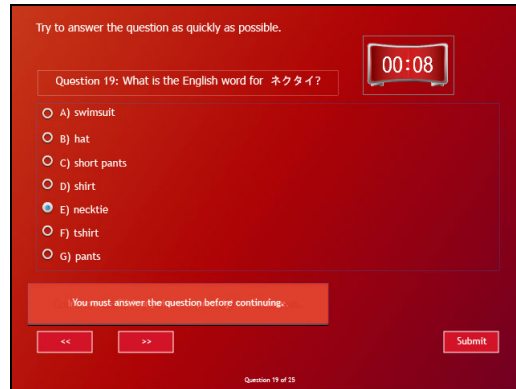 Try to answer the question as quickly as possible.
00:08
Question 19: What is the English word for ネクタイ?
A) swimsuit
B) hat
C) short pants
D) shirt
E) necktie
F) tshirt
G) pants
You must answer the question before continuing.
<< >> Submit
Question 19 of 25